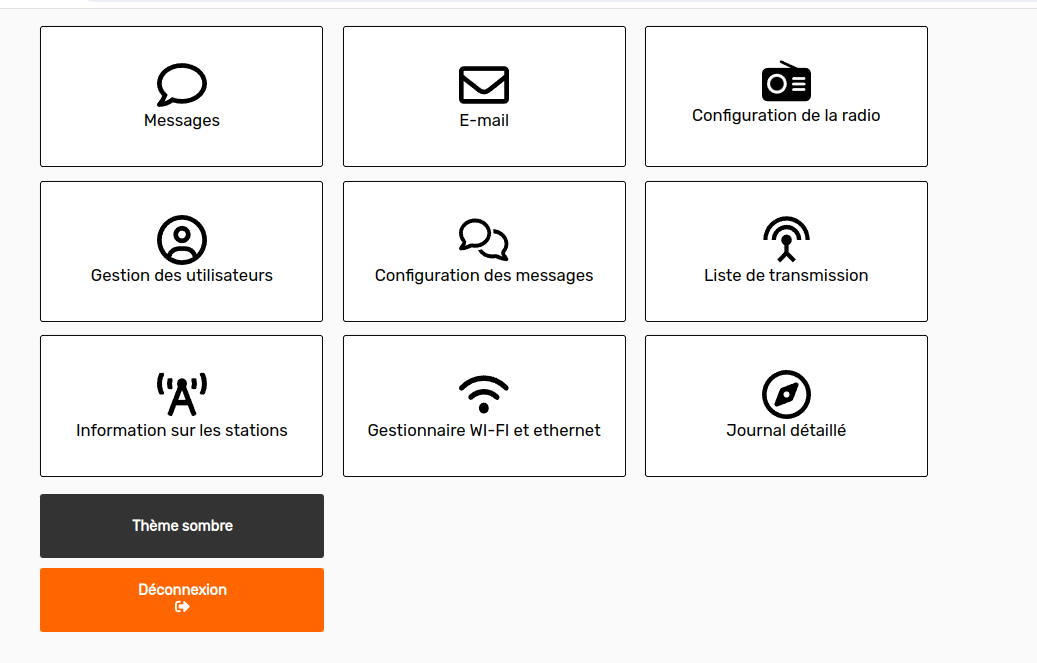 Messages
E-mail
Configuration de la radio
Gestion des utilisateurs
Configuration des messages
Liste de transmission
Information sur les stations
Gestionnaire WI-FI et ethernet
Journal détaillé
Thème sombre
Déconnexion